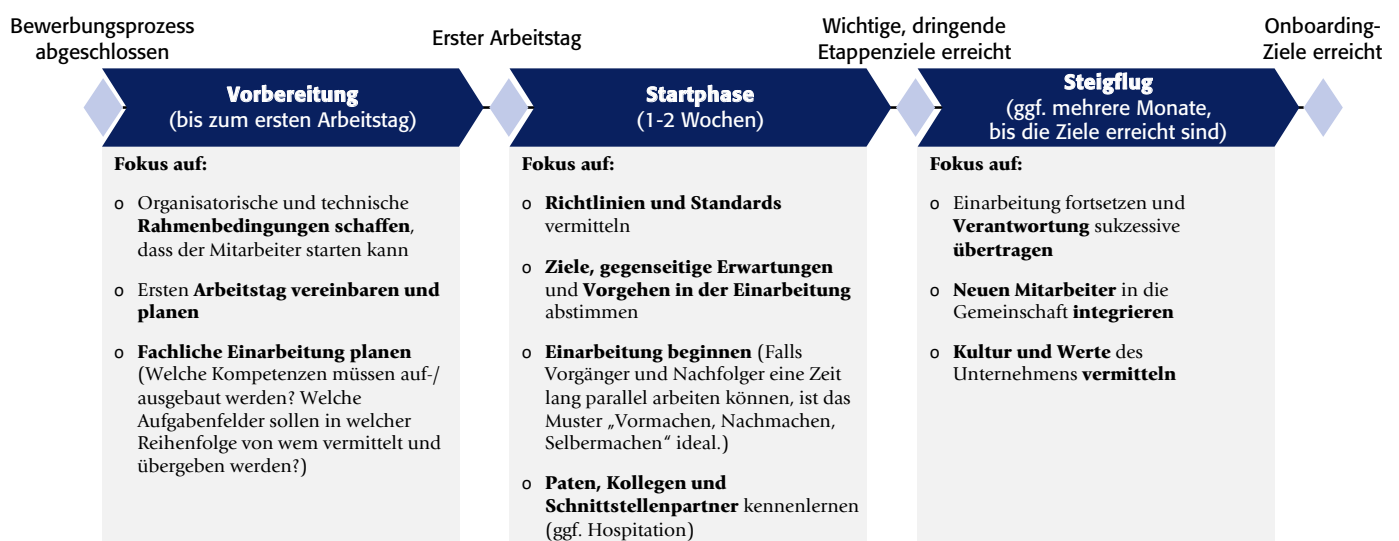 Bewerbungsprozess
abgeschlossen
Erster Arbeitstag
Wichtige, dringende
Etappenziele erreicht
Onboarding-
Ziele erreicht
Vorbereitung
(bis zum ersten Arbeitstag)
Startphase
(1-2 Wochen)
Steigflug
(ggf. mehrere Monate,
bis die Ziele erreicht sind)
Fokus auf:
o Organisatorische und technische
Rahmenbedingungen schaffen,
dass der Mitarbeiter starten kann
o Ersten Arbeitstag vereinbaren und
planen
o Fachliche Einarbeitung planen
(Welche Kompetenzen müssen auf-/
ausgebaut werden? Welche
Aufgabenfelder sollen in welcher
Reihenfolge von wem vermittelt und
übergeben werden?)
Fokus auf:
o Richtlinien und Standards
vermitteln
o Ziele, gegenseitige Erwartungen
und Vorgehen in der Einarbeitung
abstimmen
o Einarbeitung beginnen (Falls
Vorgänger und Nachfolger eine Zeit
lang parallel arbeiten können, ist das
Muster „Vormachen, Nachmachen,
Selbermachen“ ideal.)
o Paten, Kollegen und
Schnittstellenpartner kennenlernen
(ggf. Hospitation)
Fokus auf:
o Einarbeitung fortsetzen und
Verantwortung sukzessive
übertragen
o Neuen Mitarbeiter in die
Gemeinschaft integrieren
o Kultur und Werte des
Unternehmens vermitteln